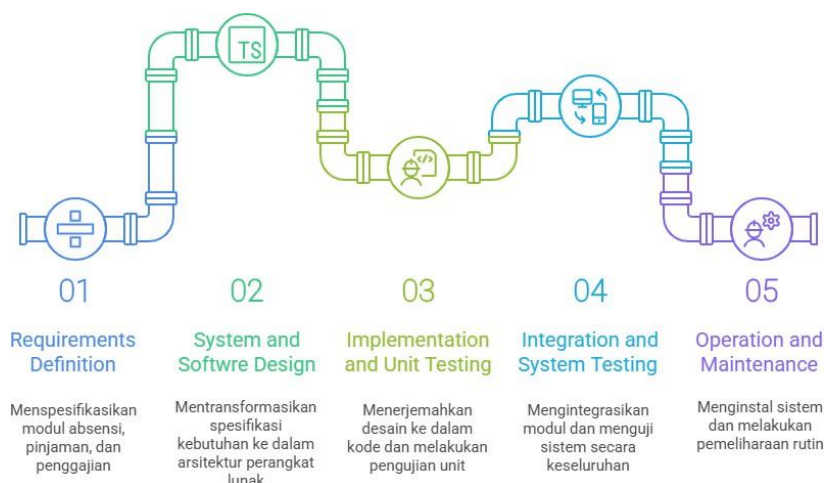 TS
01
Requirements
Definition
Menspesifikasikan
modul absensi,
pinjaman, dan
penggajian
02
System and
Softwre Design
Mentransformasikan
spesifikasi
kebutuhan ke dalam
arsitektur perangkat
lunak
03
Implementation
and Unit Testing
Menerjemahkan
desain ke dalam
kode dan melakukan
pengujian unit
04
Integration and
System Testing
Mengintegrasikan
modul dan menguji
sistem secara
keseluruhan
05
Operation and
Maintenance
Menginstal sistem
dan melakukan
pemeliharaan rutin